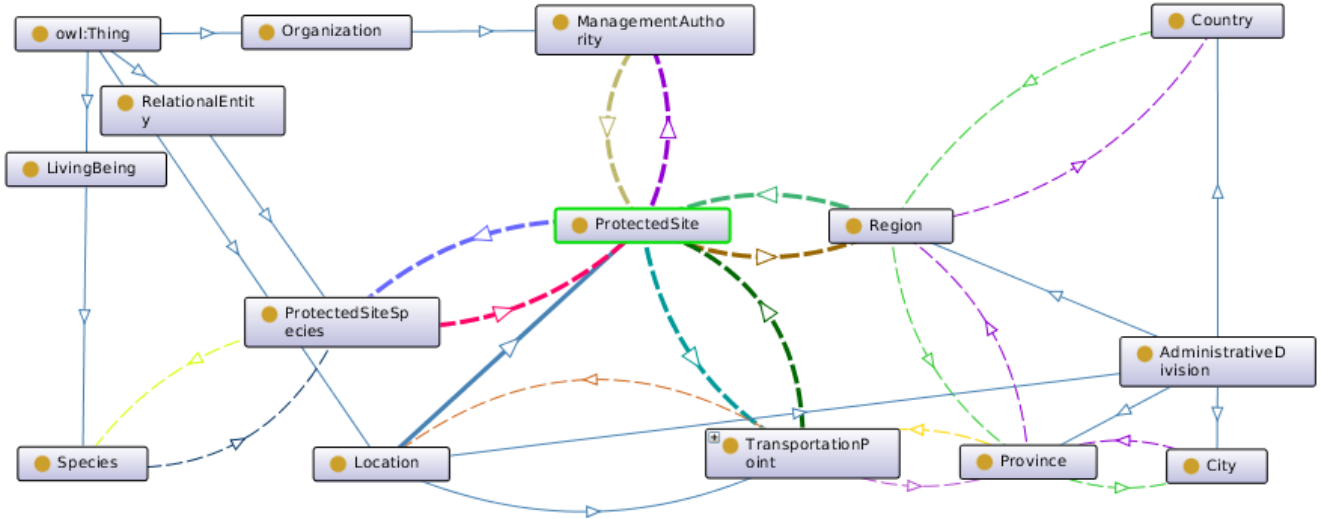 owl:Thing
Organization
ManagementAutho
rity
Country
RelationalEntit
y
LivingBeing
ProtectedSite
Region
ProtectedSiteSp
ecies
AdministrativeD
ivision
Species
Location
TransportationP
oint
Province
City